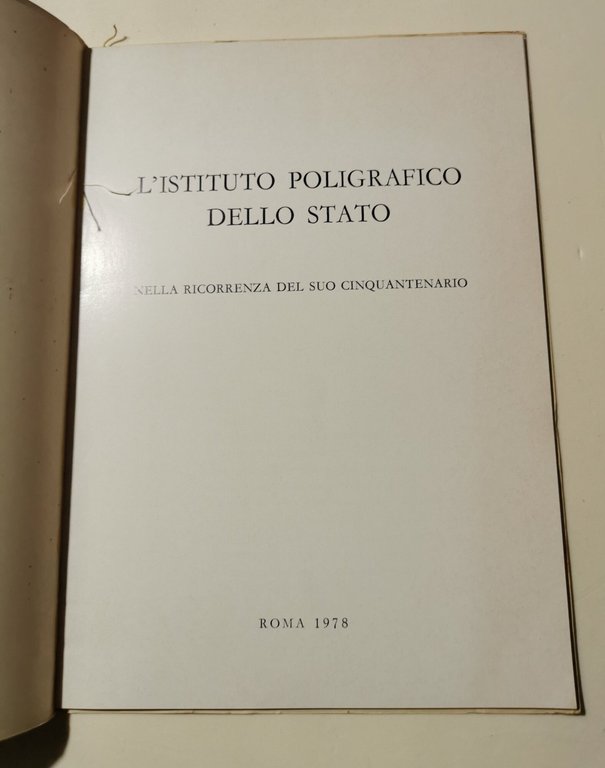 L'ISTITUTO POLIGRAFICO
DELLO STATO
NELLA RICORRENZA DEL SUO CINQUANTENARIO
ROMA 1978